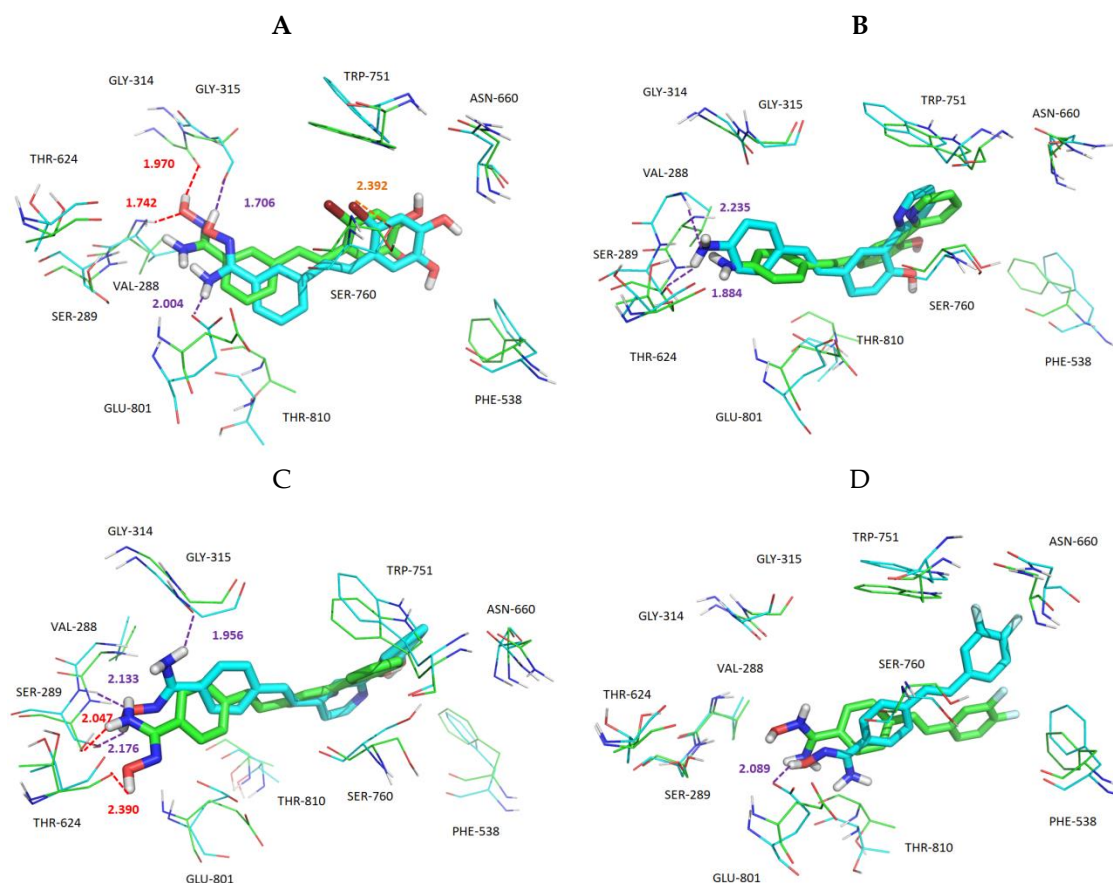 A
GLY-314
GLY-315
TRP-751
ASN-660
THR-624
1.970
1.742
1.706
2.392
VAL-288
SER-289
2.004
SER-760
GLU-801
THR-810
PHE-538
B
GLY-314
GLY-315
TRP-751
ASN-660
VAL-288
2.235
SER-289
1.884
SER-760
THR-624
THR-810
PHE-538
GLU-801
C
GLY-314
GLY-315
TRP-751
ASN-660
VAL-288
1.956
2.133
SER-289
2.047
2.176
2.390
THR-624
THR-810
SER-760
PHE-538
GLU-801
D
TRP-751
ASN-660
GLY-315
GLY-314
SER-760
VAL-288
THR-624
2.089
SER-289
PHE-538
THR-810
GLU-801